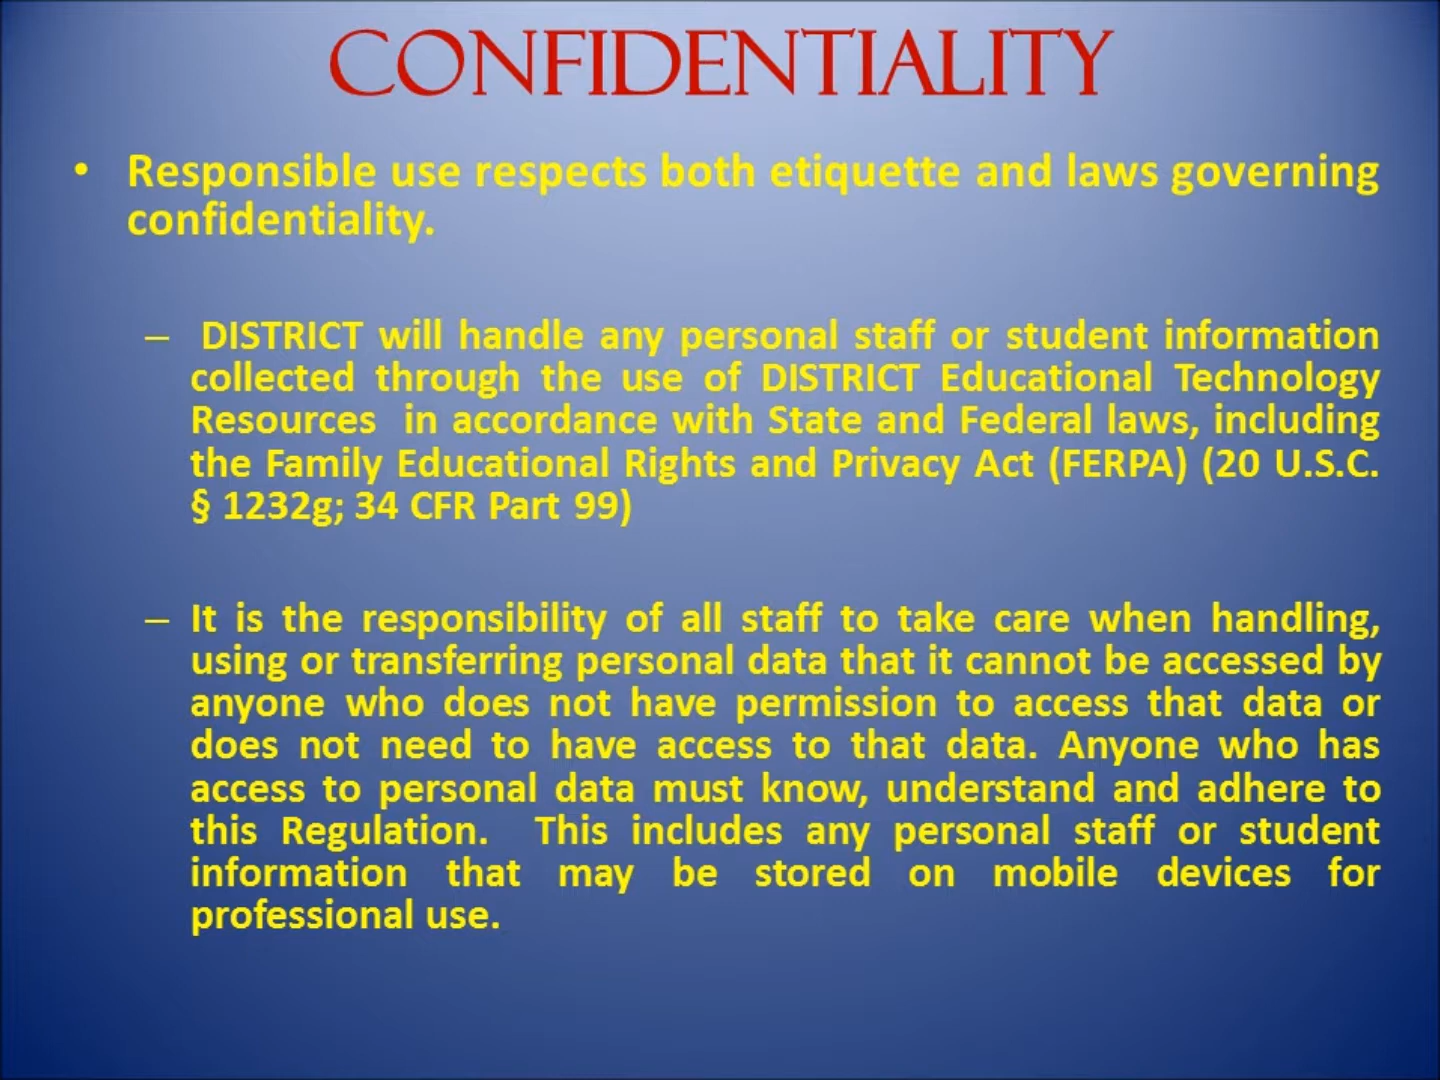 CONFIDENTIALITY
• Responsible use respects both etiquette and laws governing
confidentiality.
– DISTRICT will handle any personal staff or student information
collected through the use of DISTRICT Educational Technology
Resources in accordance with State and Federal laws, including
the Family Educational Rights and Privacy Act (FERPA) (20 U.S.C.
§ 1232g; 34 CFR Part 99)
– It is the responsibility of all staff to take care when handling,
using or transferring personal data that it cannot be accessed by
anyone who does not have permission to access that data or
does not need to have access to that data. Anyone who has
access to personal data must know, understand and adhere to
this Regulation. This includes any personal staff or student
information that may be stored on mobile devices for
professional use.